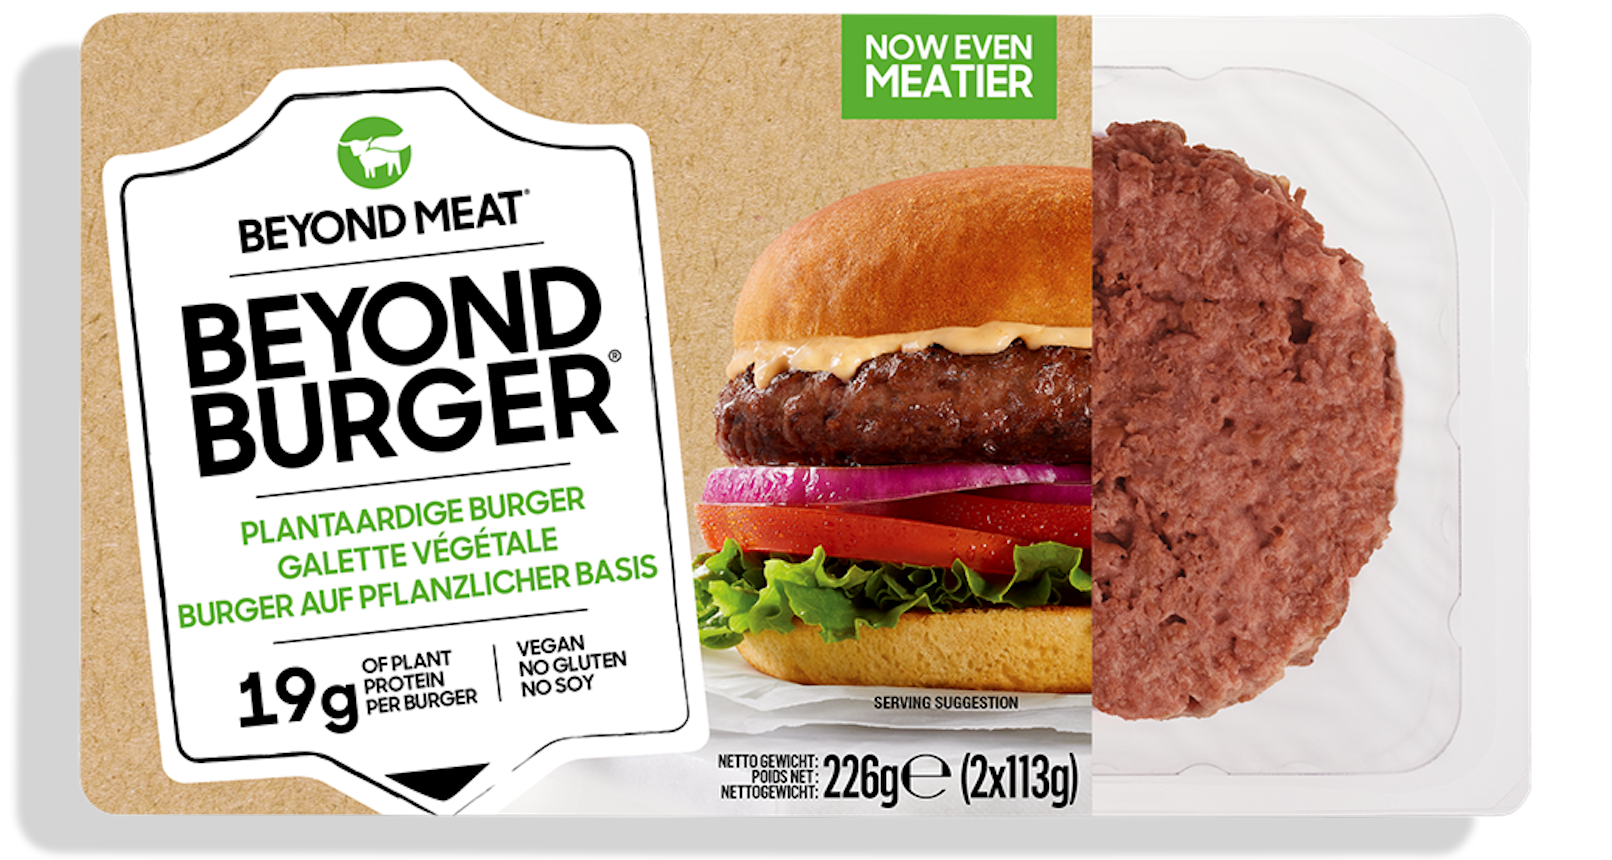 NOW EVEN
MEATIER
BEYOND MEAT®
BEYOND
BURGER®
PLANTAARDIGE BURGER
GALETTE VÉGÉTALE
BURGER AUF PFLANZLICHER BASIS
19g
OF PLANT
PROTEIN
PER BURGER
VEGAN
NO GLUTEN
NO SOY
SERVING SUGGESTION
NETTO GEWICHT:
POIDS NET:
NETTOGEWICHT:
226g℮ (2x113g)